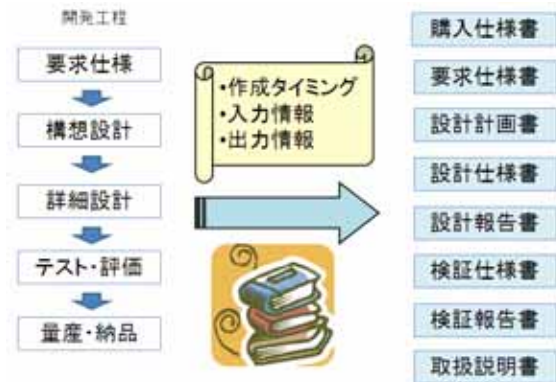 開発工程
要求仕様
構想設計
詳細設計
テスト・評価
量産・納品
・作成タイミング
・入力情報
・出力情報
購入仕様書
要求仕様書
設計計画書
設計仕様書
設計報告書
検証仕様書
検証報告書
取扱説明書